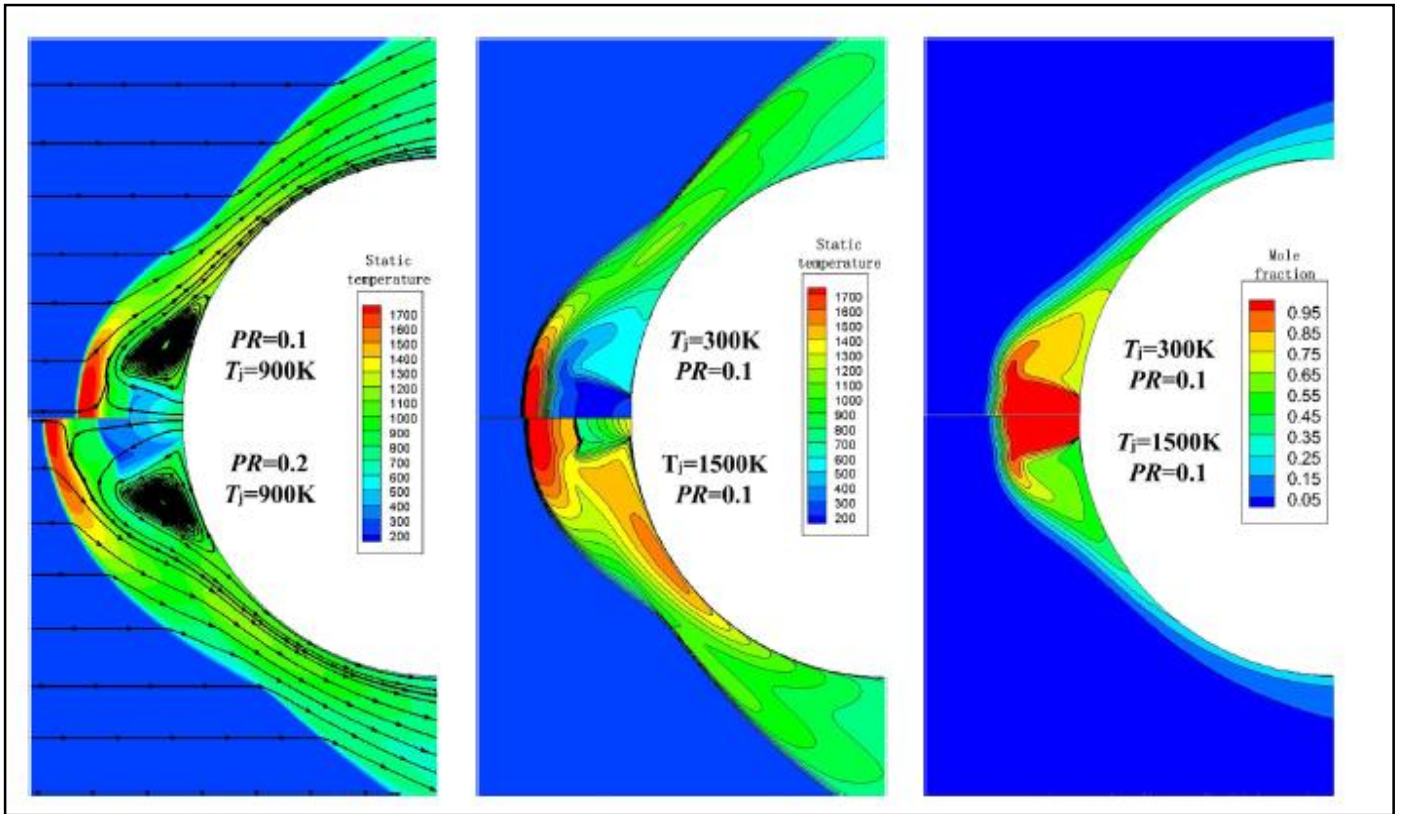 Static
temperature
1700
1600
1500
1400
1300
1200
1100
1000
900
800
700
600
500
400
300
200
PR=0.1
Tj=900K
PR=0.2
Tj=900K
Static
temperature
1700
1600
1500
1400
1300
1200
1100
1000
900
800
700
600
500
400
300
200
Tj=300K
PR=0.1
Tj=1500K
PR=0.1
Mole
fraction
0.95
0.85
0.75
0.65
0.55
0.45
0.35
0.25
0.15
0.05
Tj=300K
PR=0.1
Tj=1500K
PR=0.1